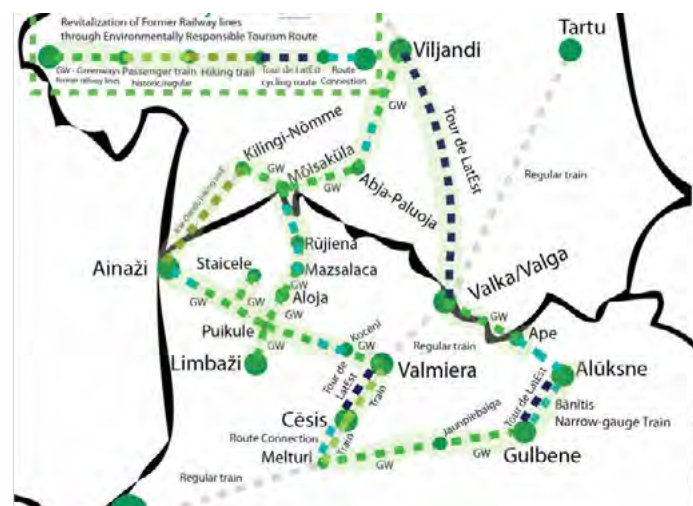 Revitalization of Former Railway lines
through Environmentally Responsible Tourism Route
GW - Greenways
former railway lines
Passenger train
historic/regular
Hiking trail
Tour de LatEst
cycling route
Route
Connection
Viljandi
Tartu
GW
Tour de LatEst
Kilingi-Nõmme
GW
Mõisaküla
GW
Abja-Paluoja
Regular train
hiking trail
Rūjiena
Ainaži
Staicele
Mazsalaca
Valka/Valga
GW
GW
Aloja
GW
GW
Puikule
Kocēni
Ape
GW
GW
Regular train
Limbaži
Valmiera
Tour de
LatEst
Train
Tour de LatEst
Alūksne
Bānītis
Narrow-gauge Train
Cēsis
Jaunpiebalga
Route Connection
Train
Melturi
GW
GW
Gulbene
Regular train